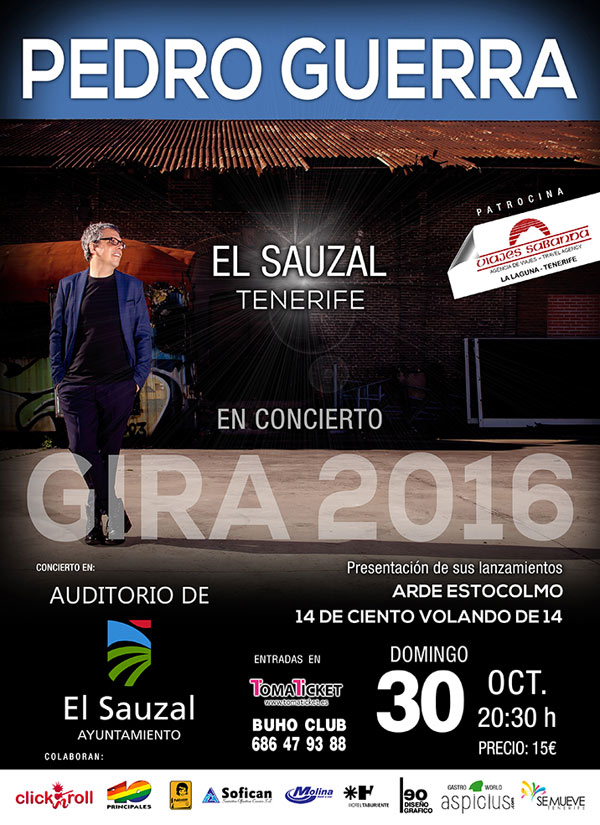 PEDRO GUERRA
PATROCINA
VIAJES SABANDA
AGENCIA DE VIAJES - TRAVEL AGENCY
LA LAGUNA - TENERIFE
EL SAUZAL
TENERIFE
EN CONCIERTO
GIRA 2016
CONCIERTO EN:
AUDITORIO DE
El Sauzal
AYUNTAMIENTO
Presentación de sus lanzamientos
ARDE ESTOCOLMO
14 DE CIENTO VOLANDO DE 14
ENTRADAS EN
TOMATICKET
www.tomaticket.es
BUHO CLUB
686 47 93 88
DOMINGO
30 OCT.
20:30 h
PRECIO: 15€
COLABORAN:
click'n'roll
40
PRINCIPALES
Sofican
Molina
HOTEL TABURIENTE
90
DISEÑO
GRÁFICO
GASTRO WORLD
aspicius
SE MUEVE
TENERIFE